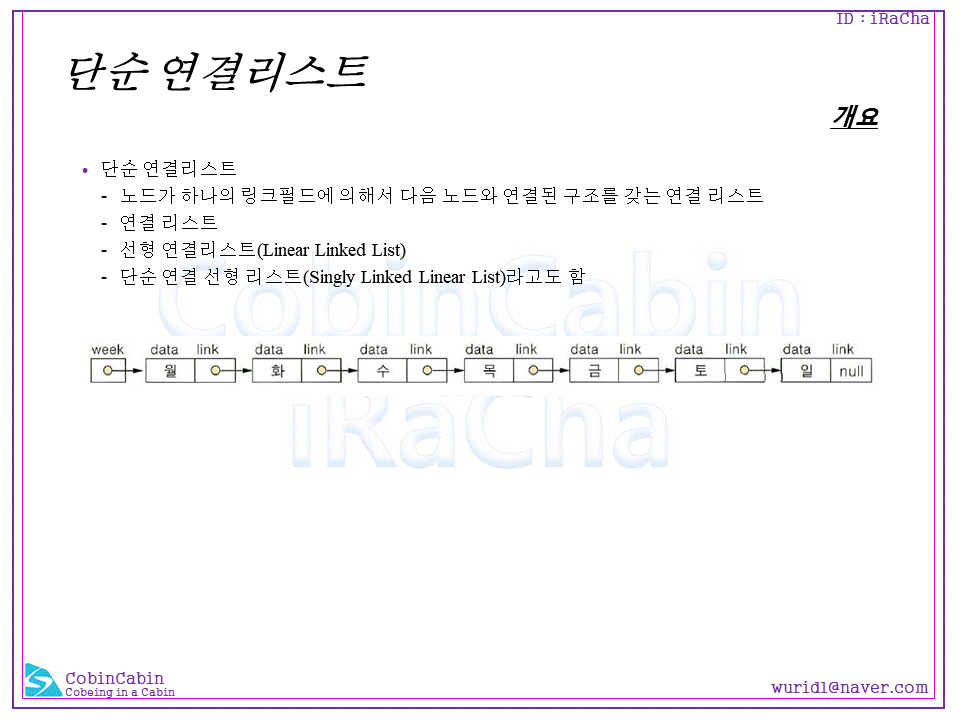 ID : iRaCha
단순 연결리스트
개요
• 단순 연결리스트
- 노드가 하나의 링크필드에 의해서 다음 노드와 연결된 구조를 갖는 연결 리스트
- 연결 리스트
- 선형 연결리스트(Linear Linked List)
- 단순 연결 선형 리스트(Singly Linked Linear List)라고도 함
CobinCabin
week data link data link data link data link data link data link data link
월 화 수 목 금 토 일 null
iRaCha
CobinCabin
Cobeing in a Cabin
wurid1@naver.com